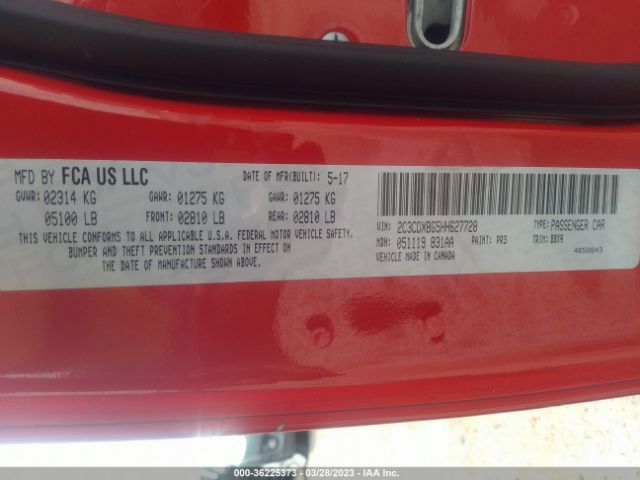 MFD BY FCA US LLC DATE OF MFR(BUILT): 5-17
GVWR: 02314 KG GAWR: 01275 KG GAWR: 01275 KG
05100 LB FRONT: 02810 LB REAR: 02810 LB
THIS VEHICLE CONFORMS TO ALL APPLICABLE U.S.A. FEDERAL MOTOR VEHICLE SAFETY,
BUMPER AND THEFT PREVENTION STANDARDS IN EFFECT ON
THE DATE OF MANUFACTURE SHOWN ABOVE.
VIN: 2C3CDXBG5HH627728 TYPE: PASSENGER CAR
MDH: 051119 831AA PAINT: PR3 TRIM: BBX9
VEHICLE MADE IN CANADA 4658843
000-36225373 - 03/28/2023 - IAA Inc.